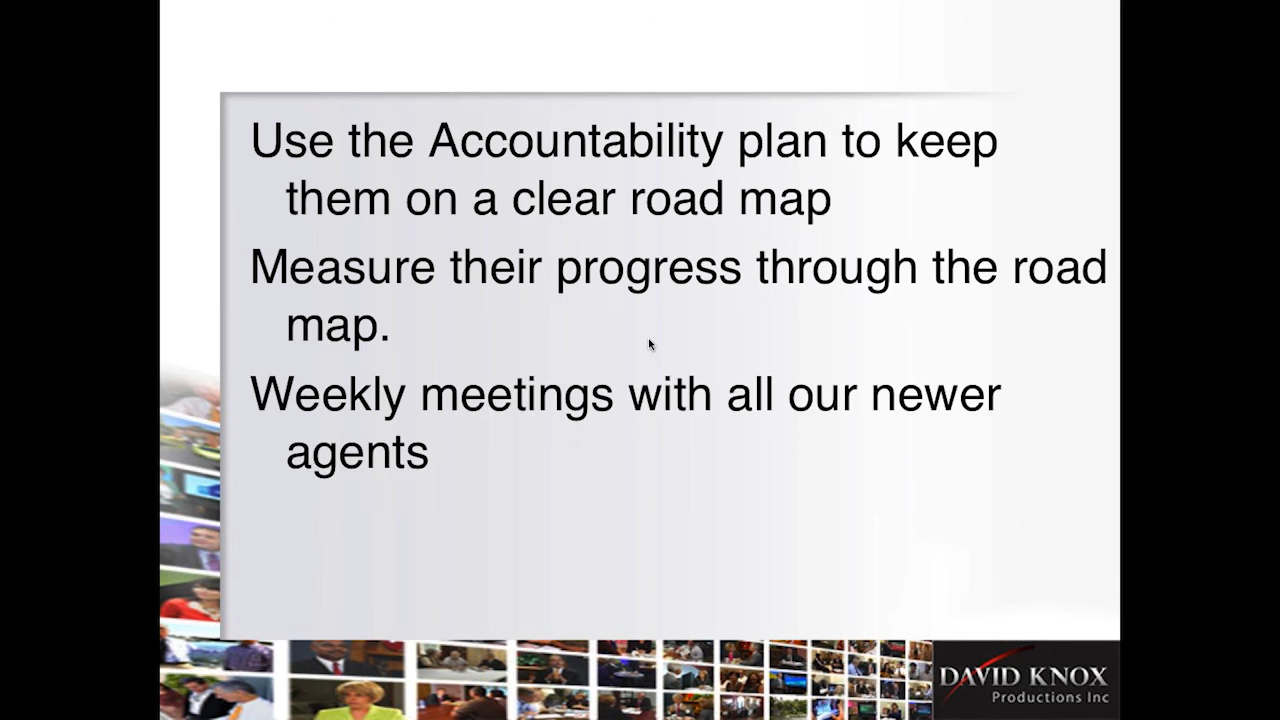 Use the Accountability plan to keep
them on a clear road map
Measure their progress through the road
map.
Weekly meetings with all our newer
agents
DAVID KNOX
Productions Inc